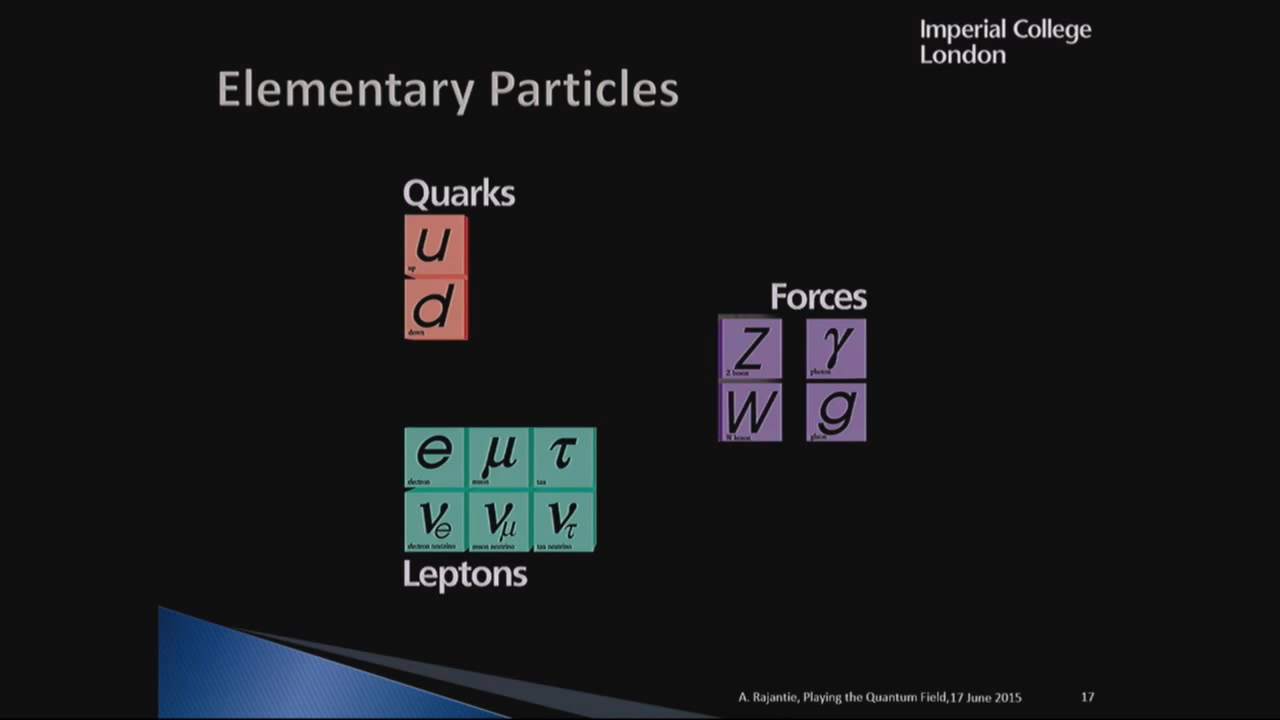 Imperial College
London
Elementary Particles
Quarks
u
up
d
down
Forces
Z γ
Z boson photon
W g
W boson gluon
e μ τ
electron muon tau
νe νμ ντ
electron neutrino muon neutrino tau neutrino
Leptons
A. Rajantie, Playing the Quantum Field,17 June 2015 17